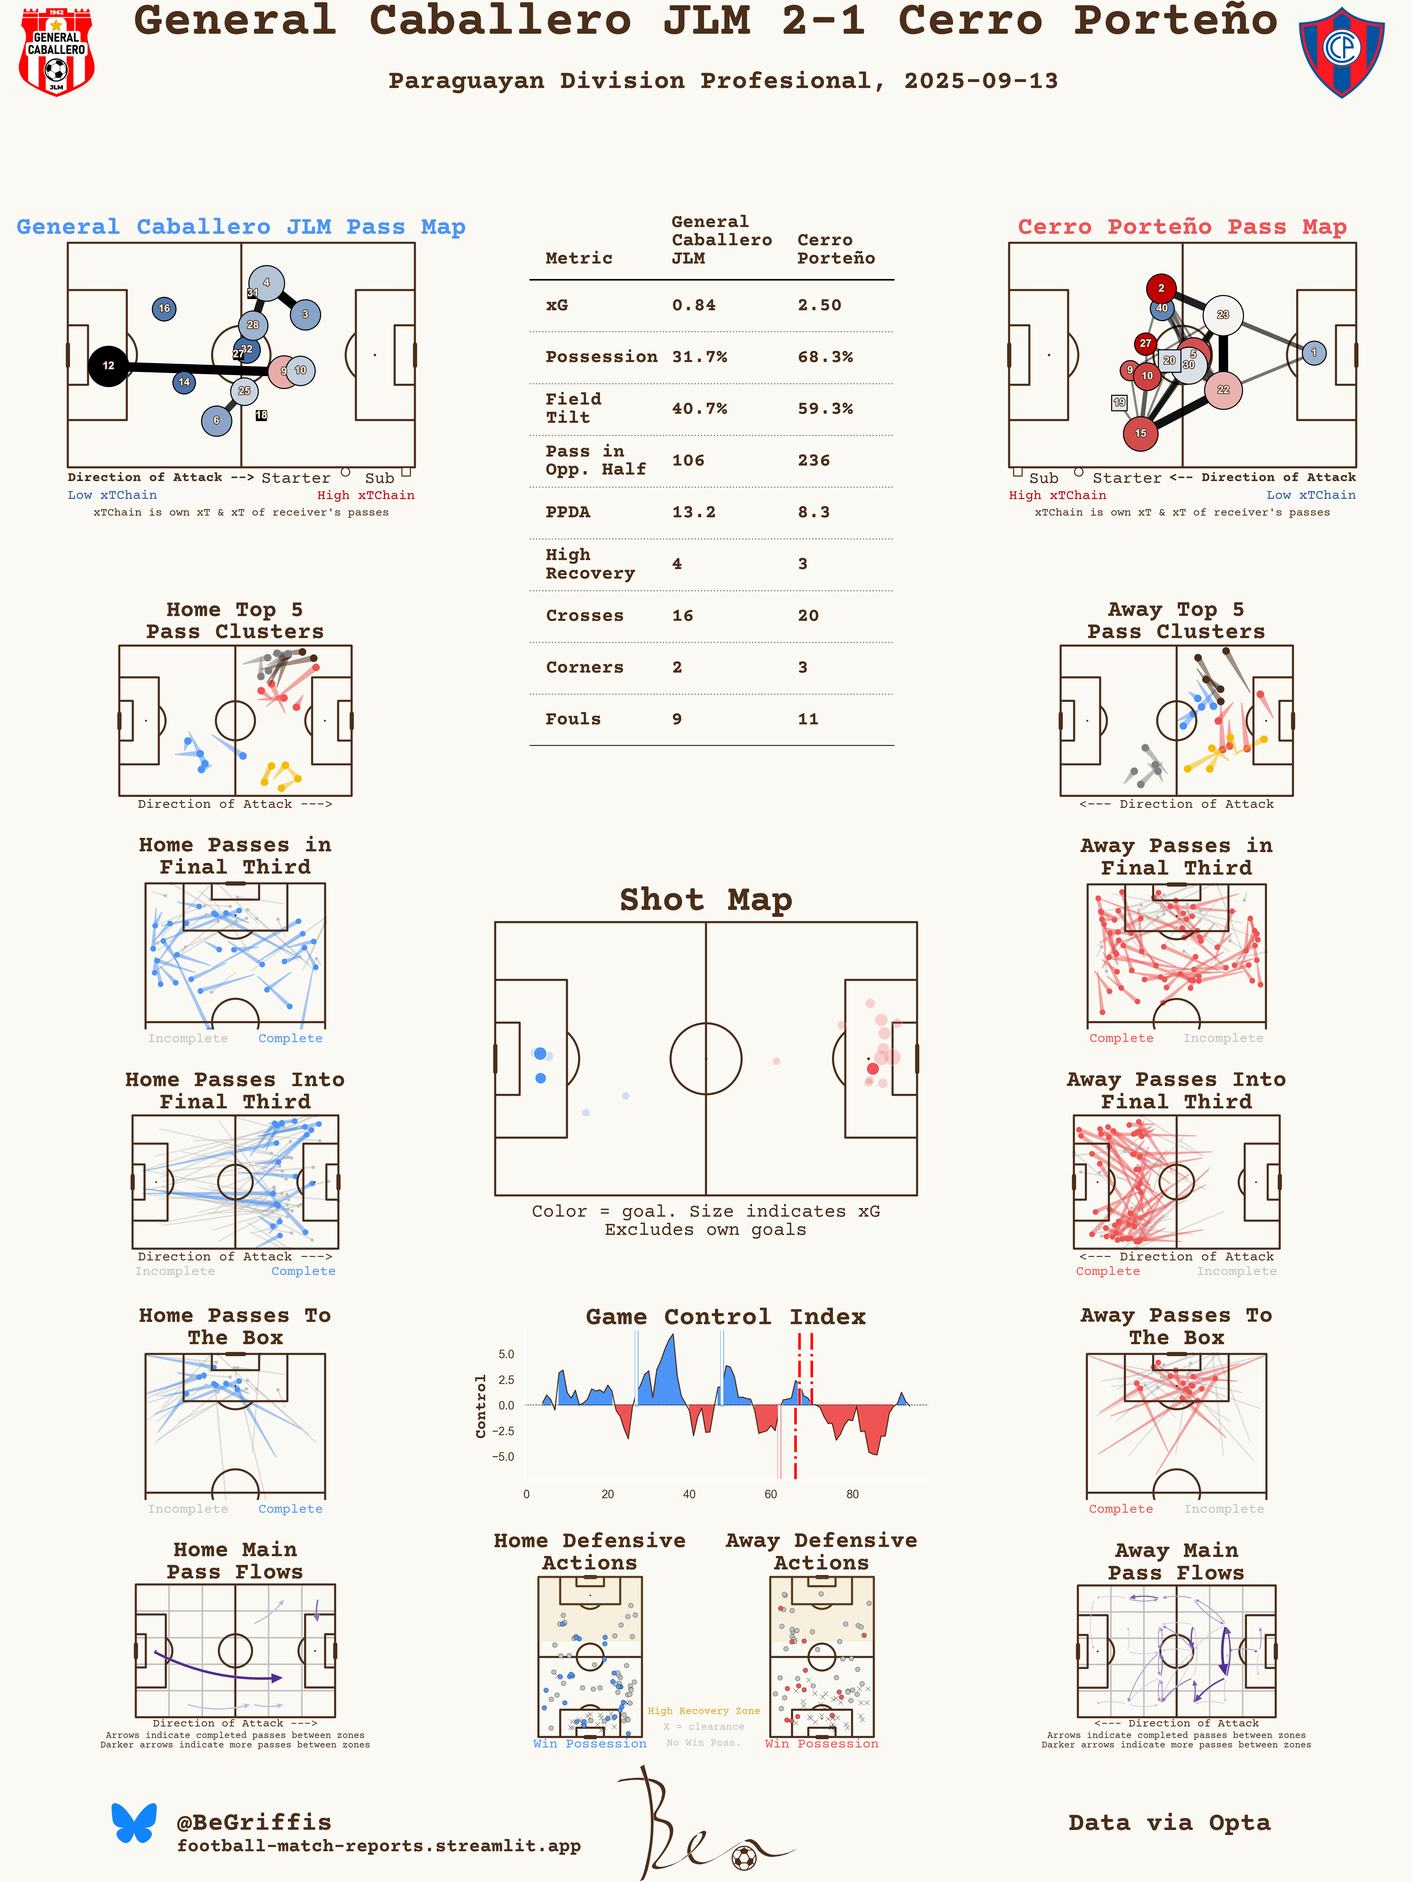 General Caballero JLM 2-1 Cerro Porteño
Paraguayan Division Profesional, 2025-09-13
1962
GENERAL
CABALLERO
JLM
CP
General Caballero JLM Pass Map
4
31
16
3
28
27
32
12
9
10
14
25
6
18
Direction of Attack --> Starter Sub
Low xTChain High xTChain
xTChain is own xT & xT of receiver's passes
Metric General Caballero JLM Cerro Porteño
xG 0.84 2.50
Possession 31.7% 68.3%
Field Tilt 40.7% 59.3%
Pass in Opp. Half 106 236
PPDA 13.2 8.3
High Recovery 4 3
Crosses 16 20
Corners 2 3
Fouls 9 11
Cerro Porteño Pass Map
2
40
23
27
5
20
30
1
9
10
22
19
15
Sub Starter <-- Direction of Attack
High xTChain Low xTChain
xTChain is own xT & xT of receiver's passes
Home Top 5
Pass Clusters
Direction of Attack --->
Away Top 5
Pass Clusters
<--- Direction of Attack
Home Passes in
Final Third
Incomplete Complete
Shot Map
Color = goal. Size indicates xG
Excludes own goals
Away Passes in
Final Third
Complete Incomplete
Home Passes Into
Final Third
Direction of Attack --->
Incomplete Complete
Away Passes Into
Final Third
<--- Direction of Attack
Complete Incomplete
Home Passes To
The Box
Incomplete Complete
Game Control Index
Control
5.0
2.5
0.0
−2.5
−5.0
0 20 40 60 80
Away Passes To
The Box
Complete Incomplete
Home Main
Pass Flows
Direction of Attack --->
Arrows indicate completed passes between zones
Darker arrows indicate more passes between zones
Home Defensive
Actions
Win Possession
High Recovery Zone
X = clearance
No Win Poss.
Away Defensive
Actions
Win Possession
Away Main
Pass Flows
<--- Direction of Attack
Arrows indicate completed passes between zones
Darker arrows indicate more passes between zones
@BeGriffis
football-match-reports.streamlit.app
Ben
Data via Opta